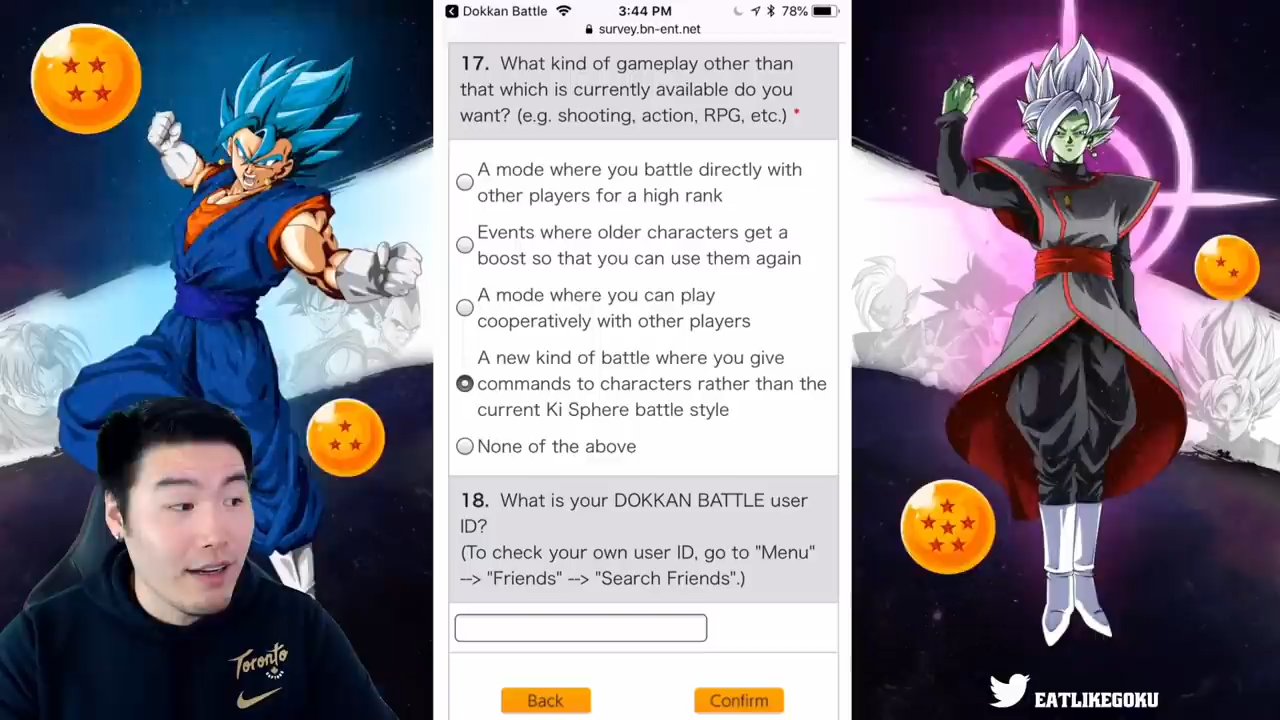 Dokkan Battle 3:44 PM 78%
survey.bn-ent.net
17. What kind of gameplay other than
that which is currently available do you
want? (e.g. shooting, action, RPG, etc.) *
A mode where you battle directly with
other players for a high rank
Events where older characters get a
boost so that you can use them again
A mode where you can play
cooperatively with other players
A new kind of battle where you give
commands to characters rather than the
current Ki Sphere battle style
None of the above
18. What is your DOKKAN BATTLE user
ID?
(To check your own user ID, go to "Menu"
--> "Friends" --> "Search Friends".)
Back Confirm
Toronto
EATLIKEGOKU